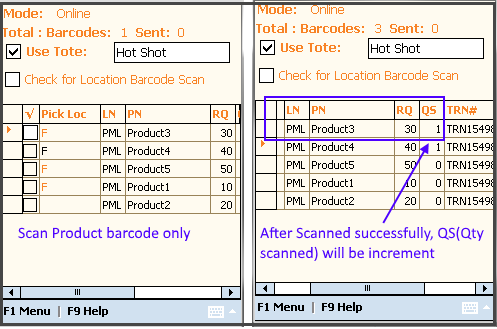 Mode: Online
Total : Barcodes: 1 Sent: 0
Use Tote: Hot Shot
Check for Location Barcode Scan
√ Pick Loc LN PN RQ
F PML Product3 30
F PML Product4 40
F PML Product5 50
F PML Product1 10
PML Product2 20
Scan Product barcode only
F1 Menu | F9 Help
Mode: Online
Total : Barcodes: 3 Sent: 0
Use Tote: Hot Shot
Check for Location Barcode Scan
LN PN RQ QS TRN#
PML Product3 30 1 TRN15498
PML Product4 40 1 TRN15498
PML Product5 50 0 TRN15498
PML Product1 10 0 TRN15498
PML Product2 20 0 TRN15498
After Scanned successfully, QS(Qty
scanned) will be increment
F1 Menu | F9 Help